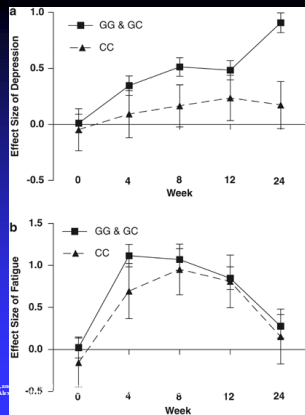 a
1.0
GG & GC
CC
0.5
0.0
-0.5
Effect Size of Depression
0 4 8 12 24
Week
b
1.5
GG & GC
CC
1.0
0.5
0.0
-0.5
Effect Size of Fatigue
0 4 8 12 24
Week